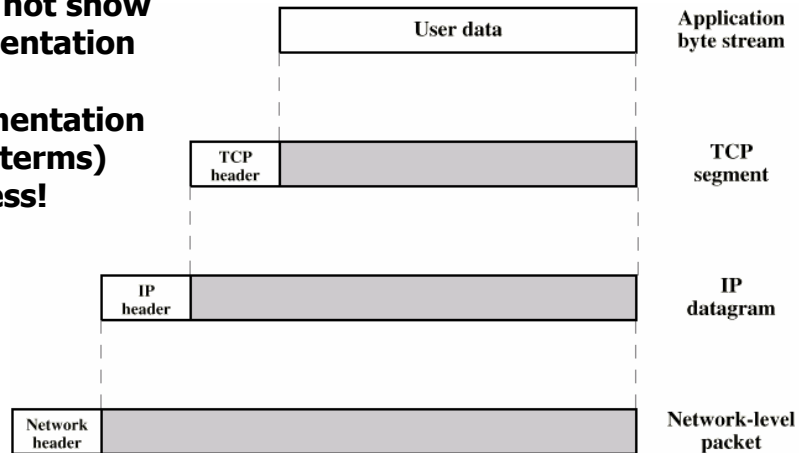 not show
entation
mentation
terms)
ess!
User data
Application
byte stream
TCP
header
TCP
segment
IP
header
IP
datagram
Network
header
Network-level
packet